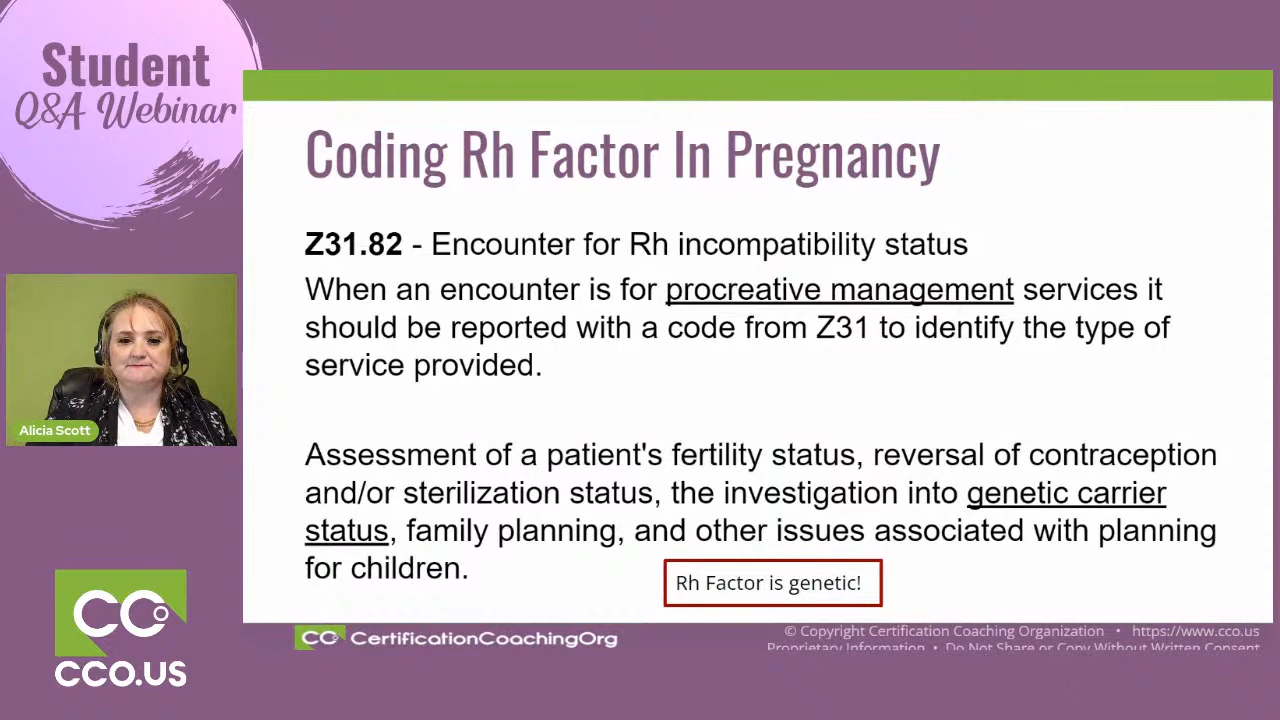 Student
Q&A Webinar
Coding Rh Factor In Pregnancy
Z31.82 - Encounter for Rh incompatibility status
When an encounter is for procreative management services it
should be reported with a code from Z31 to identify the type of
service provided.
Assessment of a patient's fertility status, reversal of contraception
and/or sterilization status, the investigation into genetic carrier
status, family planning, and other issues associated with planning
for children.
Rh Factor is genetic!
Alicia Scott
CCO
CCO.US
CCO CertificationCoachingOrg
© Copyright Certification Coaching Organization • https://www.cco.us
Proprietary Information • Do Not Share or Copy Without Written Consent